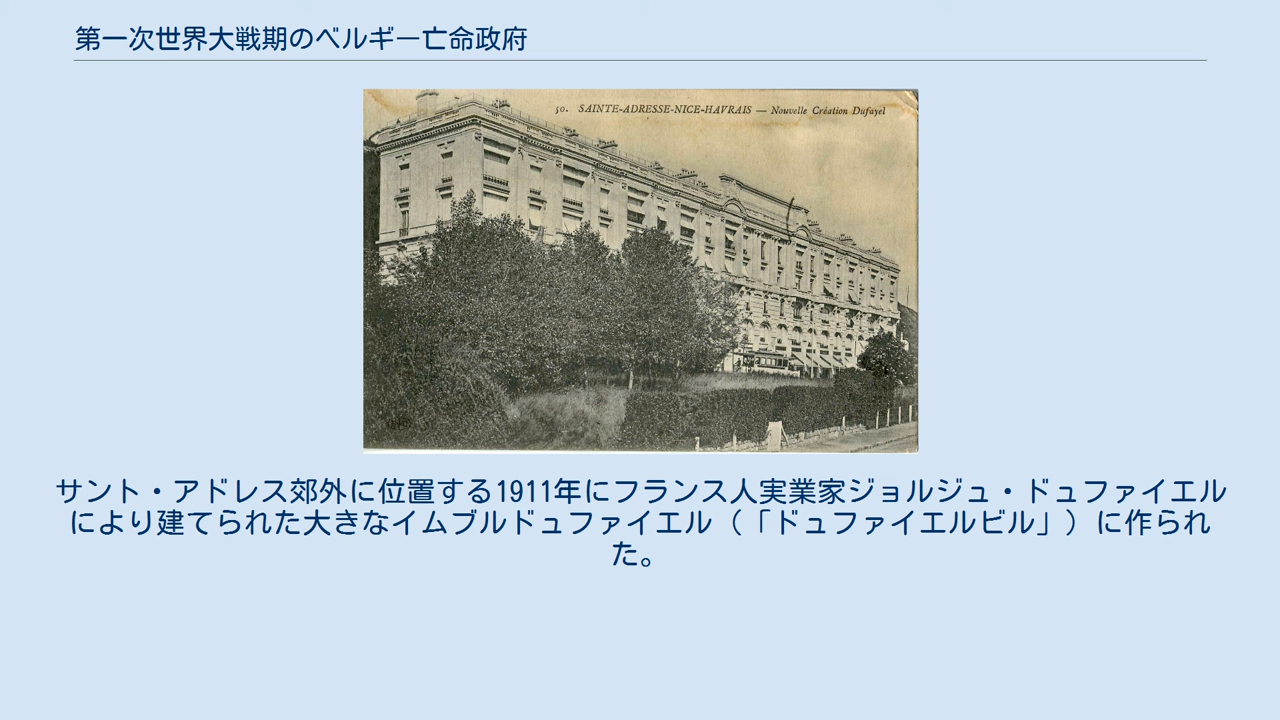 第一次世界大戦期のベルギー亡命政府
50. SAINTE-ADRESSE-NICE-HAVRAIS — Nouvelle Création Dufayel
サント・アドレス郊外に位置する1911年にフランス人実業家ジョルジュ・ドュファイエル
により建てられた大きなイムブルドュファイエル（「ドュファイエルビル」）に作られ
た。